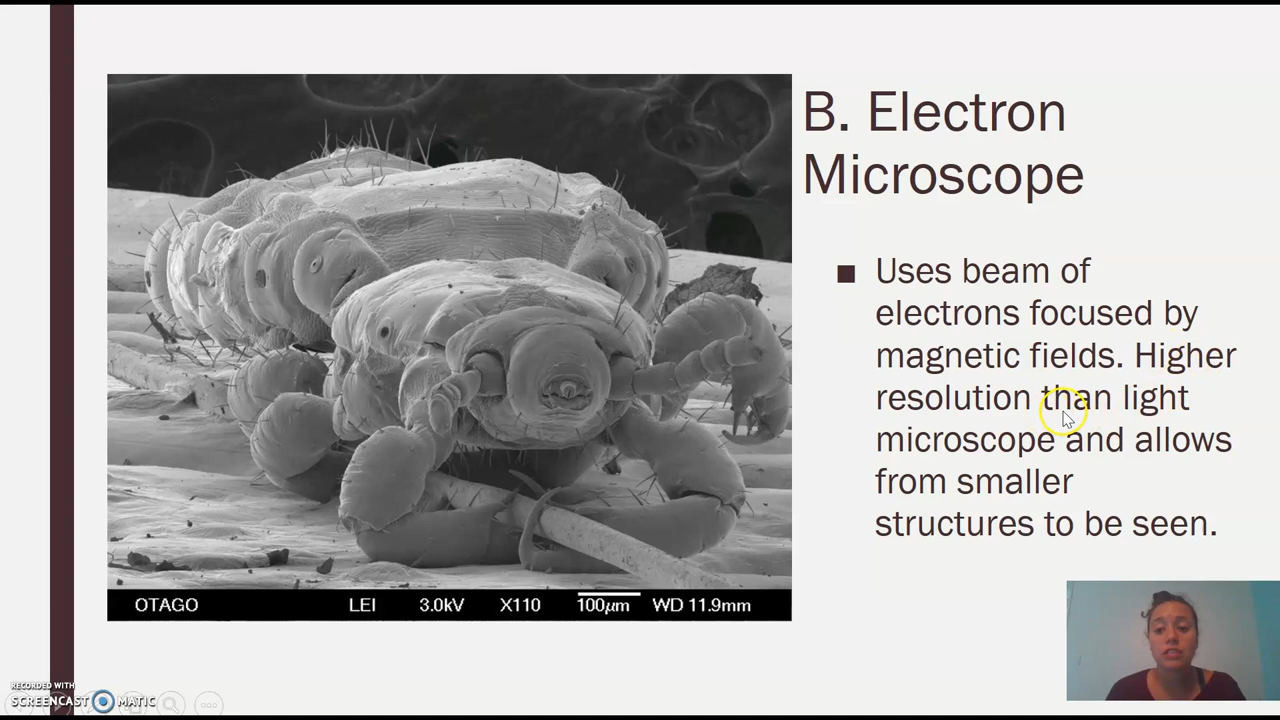 B. Electron
Microscope
■ Uses beam of
electrons focused by
magnetic fields. Higher
resolution than light
microscope and allows
from smaller
structures to be seen.
OTAGO LEI 3.0kV X110 100µm WD 11.9mm
RECORDED WITH
SCREENCAST MATIC